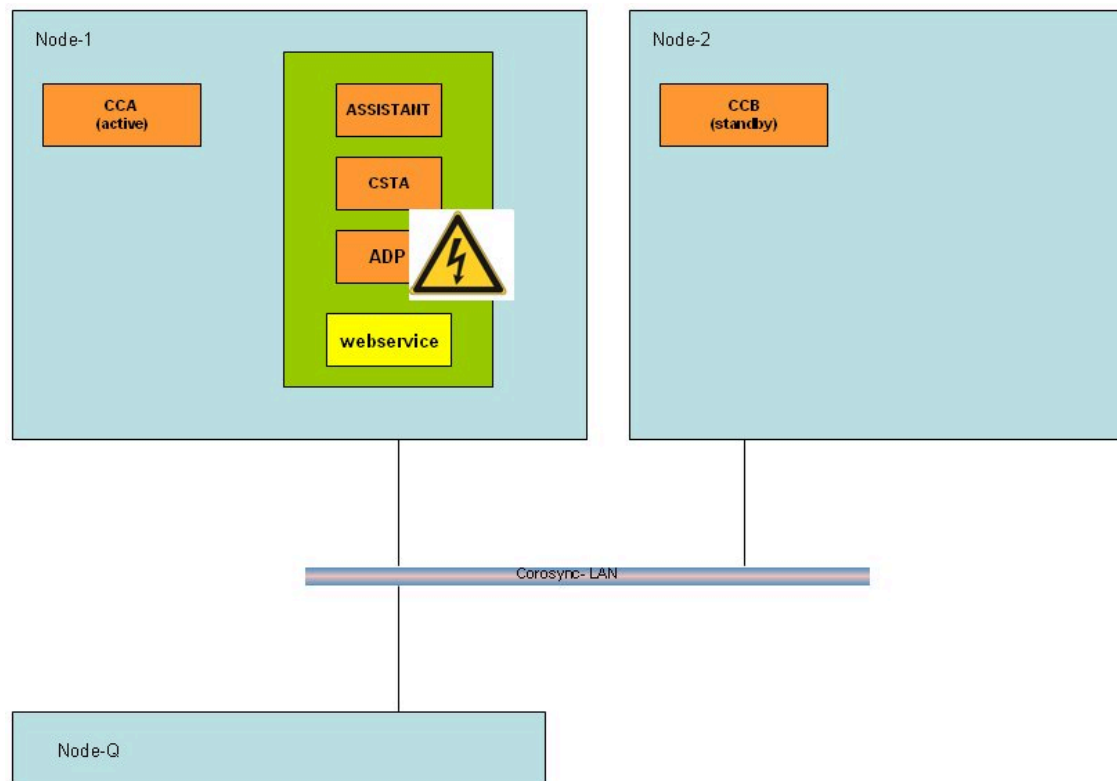 Node-1
Node-2
CCA
(active)
ASSISTANT
CCB
(standby)
CSTA
ADP
webservice
Corosync- LAN
Node-Q